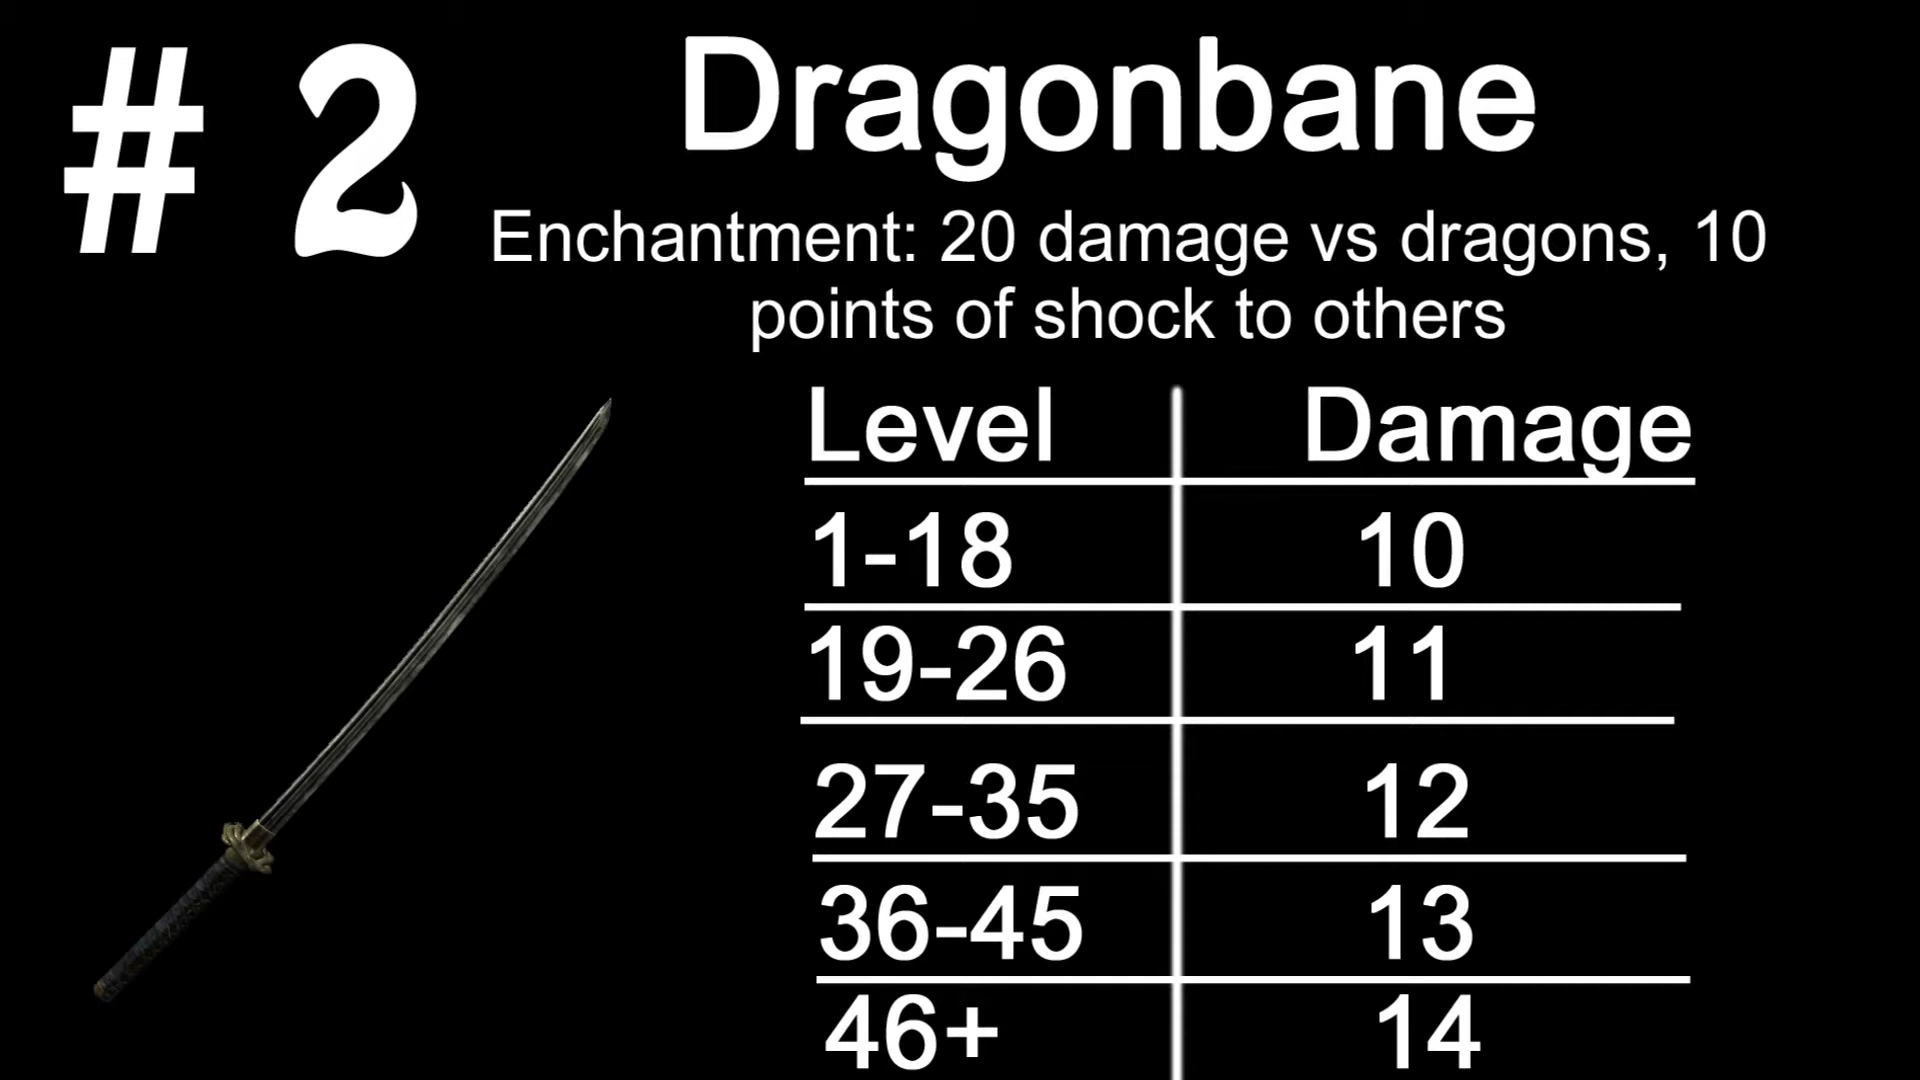 # 2
Dragonbane
Enchantment: 20 damage vs dragons, 10
points of shock to others
Level Damage
1-18 10
19-26 11
27-35 12
36-45 13
46+ 14